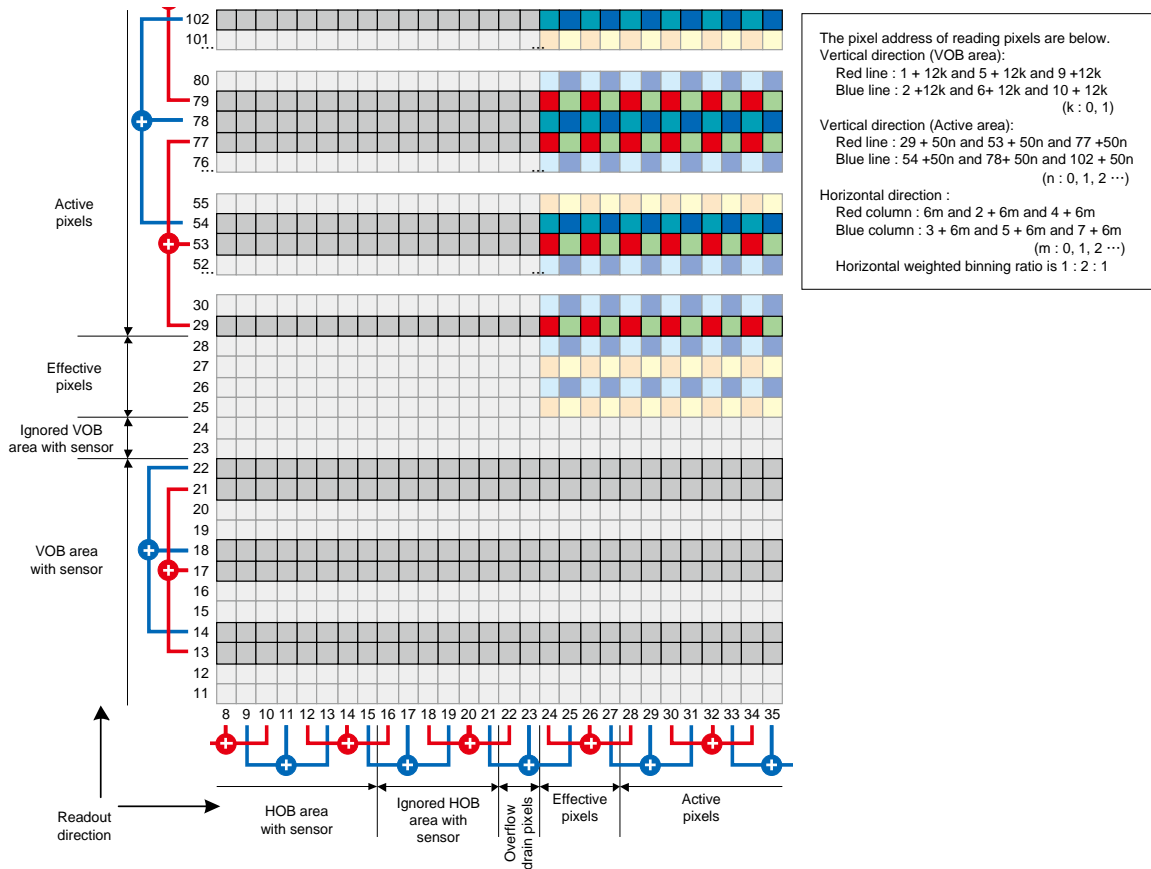 102
101
...
...
80
79
78
77
76
...
...
55
54
53
52
...
...
30
29
28
27
26
25
24
23
22
21
20
19
18
17
16
15
14
13
12
11
Active
pixels
Effective
pixels
Ignored VOB
area with sensor
VOB area
with sensor
8 9 10 11 12 13 14 15 16 17 18 19 20 21 22 23 24 25 26 27 28 29 30 31 32 33 34 35
Readout
direction
HOB area
with sensor
Ignored HOB
area with
sensor
Overflow
drain pixels
Effective
pixels
Active
pixels
The pixel address of reading pixels are below.
Vertical direction (VOB area):
Red line : 1 + 12k and 5 + 12k and 9 +12k
Blue line : 2 +12k and 6+ 12k and 10 + 12k
(k : 0, 1)
Vertical direction (Active area):
Red line : 29 + 50n and 53 + 50n and 77 +50n
Blue line : 54 +50n and 78+ 50n and 102 + 50n
(n : 0, 1, 2 ···)
Horizontal direction :
Red column : 6m and 2 + 6m and 4 + 6m
Blue column : 3 + 6m and 5 + 6m and 7 + 6m
(m : 0, 1, 2 ···)
Horizontal weighted binning ratio is 1 : 2 : 1